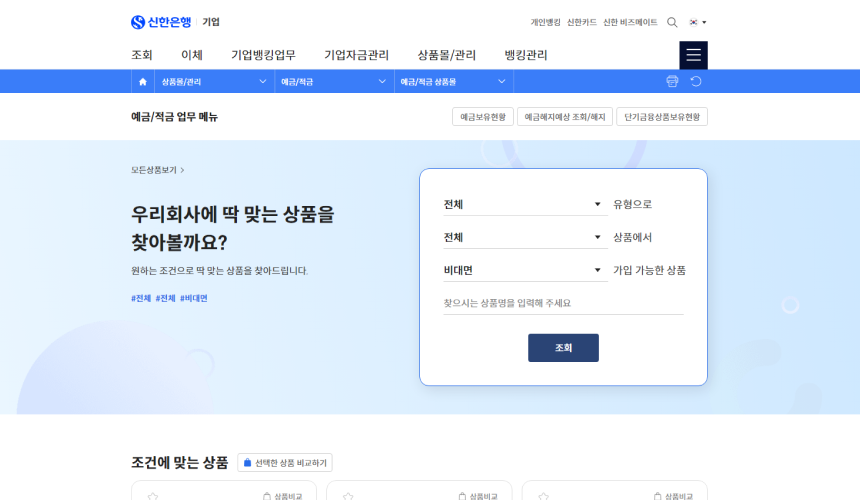 신한은행 기업
개인뱅킹 신한카드 신한 비즈메이트
조회 이체 기업뱅킹업무 기업자금관리 상품몰/관리 뱅킹관리
상품몰/관리 예금/적금 예금/적금 상품몰
예금/적금 업무 메뉴
예금보유현황 예금해지예상 조회/해지 단기금융상품보유현황
모든상품보기 >
우리회사에 딱 맞는 상품을
찾아볼까요?
원하는 조건으로 딱 맞는 상품을 찾아드립니다.
#전체 #전체 #비대면
전체 유형으로
전체 상품에서
비대면 가입 가능한 상품
찾으시는 상품명을 입력해 주세요
조회
조건에 맞는 상품 선택한 상품 비교하기
상품비교 상품비교 상품비교